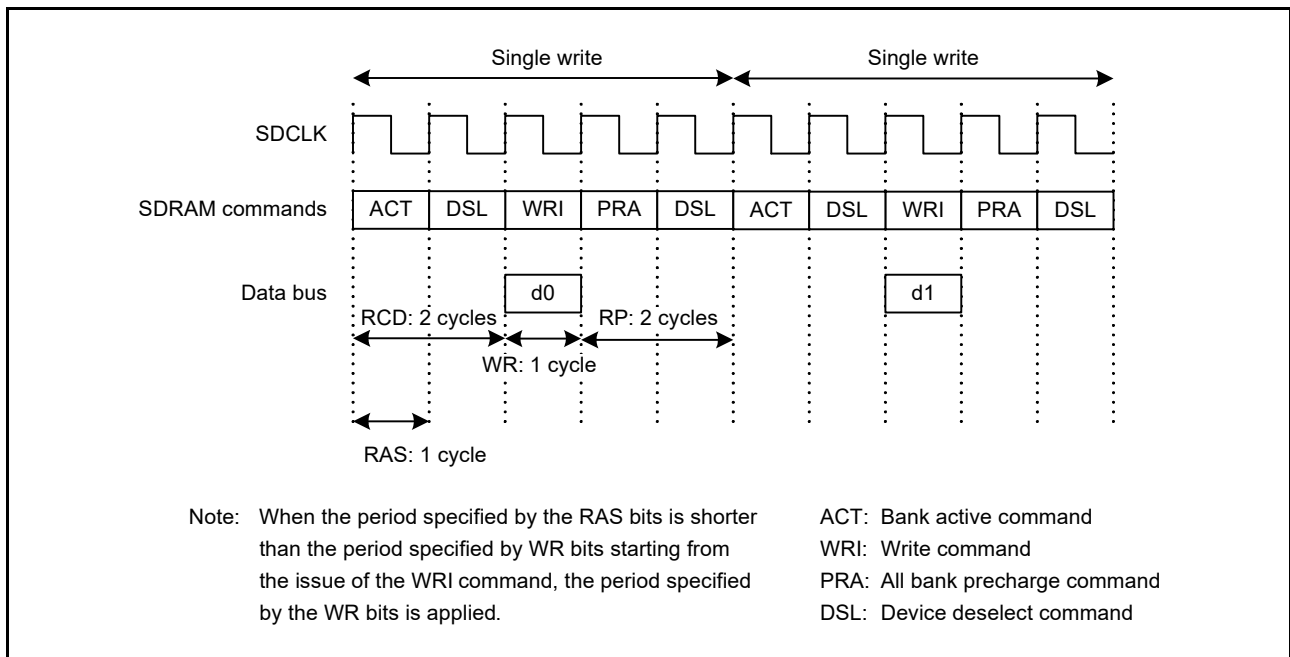 Single write Single write
SDCLK
SDRAM commands ACT DSL WRI PRA DSL ACT DSL WRI PRA DSL
Data bus d0 d1
RCD: 2 cycles RP: 2 cycles
WR: 1 cycle
RAS: 1 cycle
Note: When the period specified by the RAS bits is shorter
than the period specified by WR bits starting from
the issue of the WRI command, the period specified
by the WR bits is applied.
ACT: Bank active command
WRI: Write command
PRA: All bank precharge command
DSL: Device deselect command